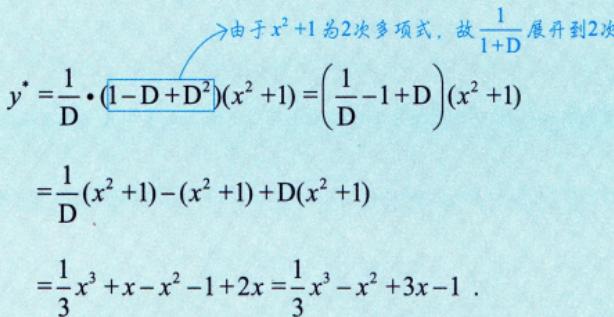 由于x²+1为2次多项式，故1/(1+D)展开到2次
y* = 1/D • (1−D+D²)(x²+1) = (1/D −1+D)(x²+1)
= 1/D (x²+1)−(x²+1)+D(x²+1)
= 1/3 x³+x−x²−1+2x = 1/3 x³−x²+3x−1 .